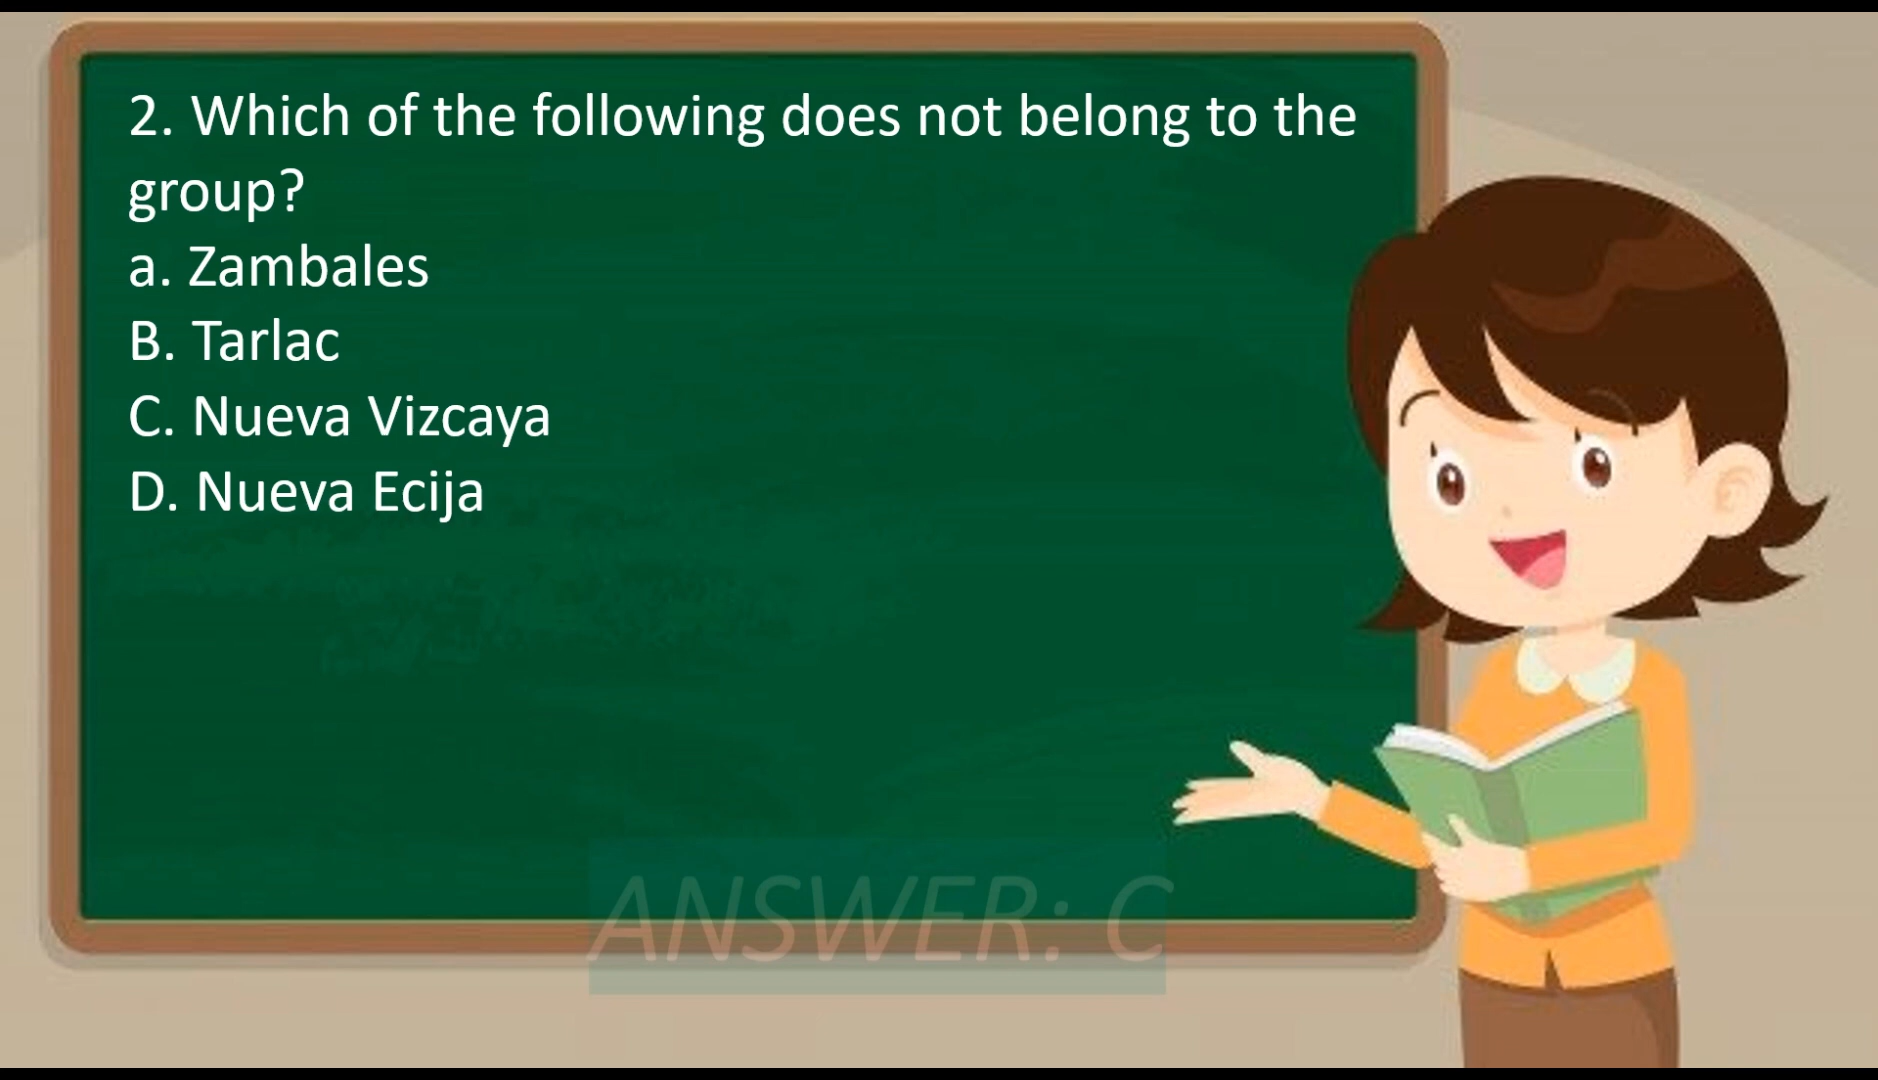 2. Which of the following does not belong to the
group?
a. Zambales
B. Tarlac
C. Nueva Vizcaya
D. Nueva Ecija
ANSWER: C